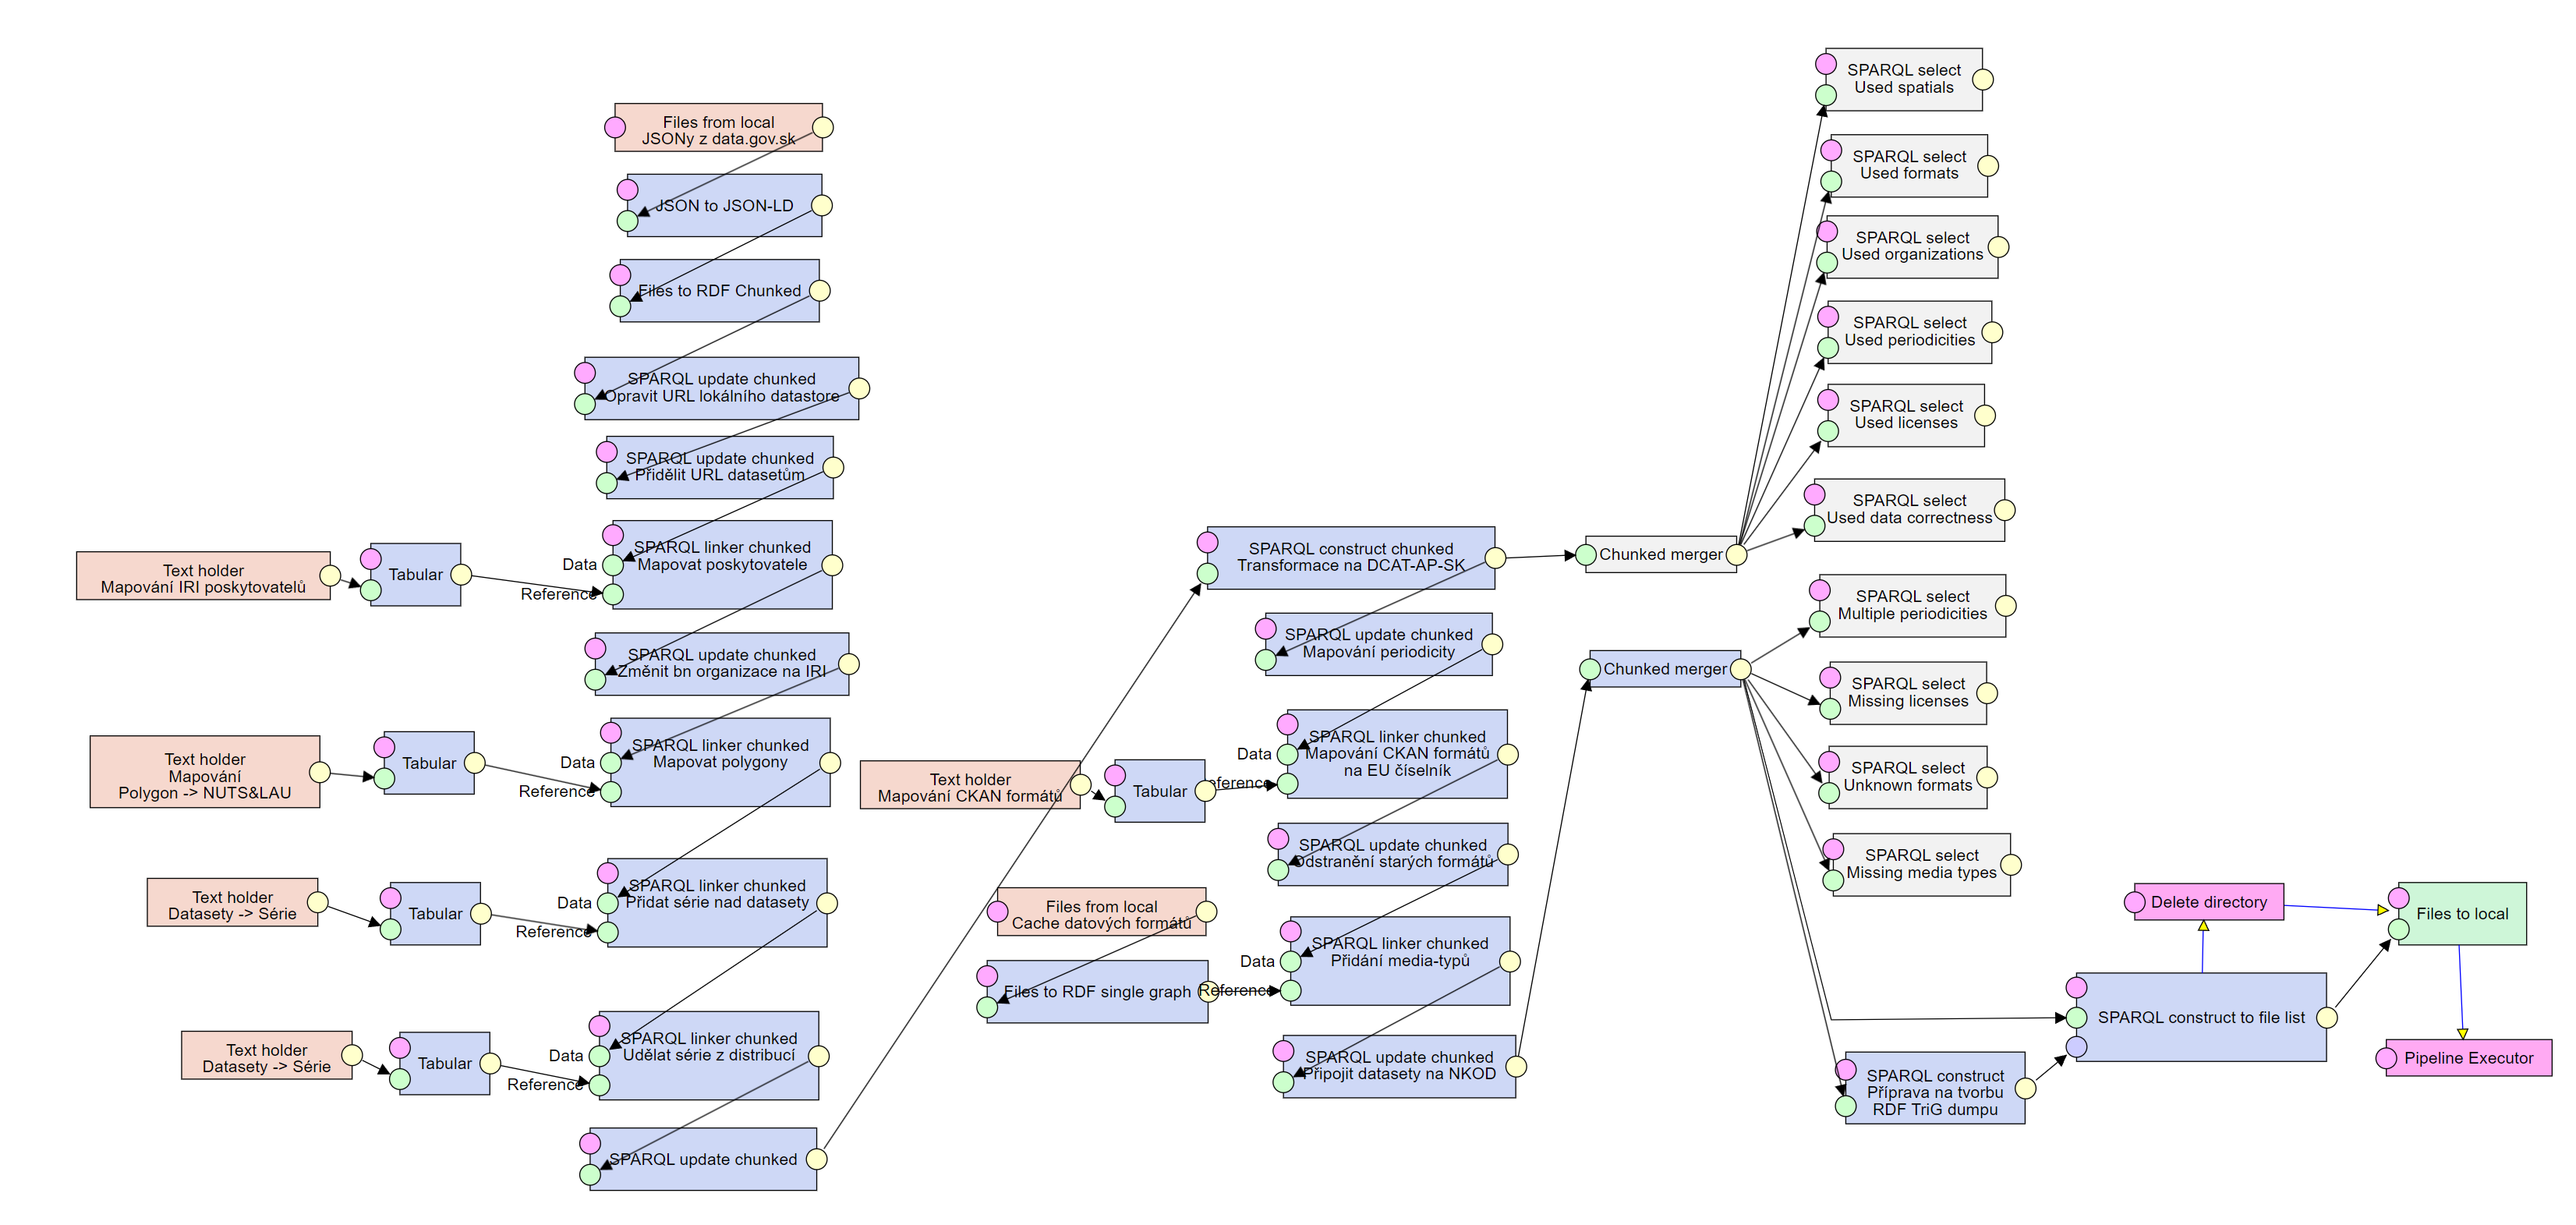 Files from local
JSONy z data.gov.sk
JSON to JSON-LD
Files to RDF Chunked
SPARQL update chunked
Opravit URL lokálního datastore
SPARQL update chunked
Přidělit URL datasetům
Text holder
Mapování IRI poskytovatelů
Tabular
Data
Reference
SPARQL linker chunked
Mapovat poskytovatele
SPARQL update chunked
Změnit bn organizace na IRI
Text holder
Mapování
Polygon -> NUTS&LAU
Tabular
Data
Reference
SPARQL linker chunked
Mapovat polygony
Text holder
Datasety -> Série
Tabular
Data
Reference
SPARQL linker chunked
Přidat série nad datasety
Text holder
Datasety -> Série
Tabular
Data
Reference
SPARQL linker chunked
Udělat série z distribucí
SPARQL update chunked
SPARQL construct chunked
Transformace na DCAT-AP-SK
SPARQL update chunked
Mapování periodicity
Text holder
Mapování CKAN formátů
Tabular
Data
Reference
SPARQL linker chunked
Mapování CKAN formátů
na EU číselník
SPARQL update chunked
Odstranění starých formátů
Files from local
Cache datových formátů
Files to RDF single graph
Data
Reference
SPARQL linker chunked
Přidání media-typů
SPARQL update chunked
Připojit datasety na NKOD
Chunked merger
Chunked merger
SPARQL select
Used spatials
SPARQL select
Used formats
SPARQL select
Used organizations
SPARQL select
Used periodicities
SPARQL select
Used licenses
SPARQL select
Used data correctness
SPARQL select
Multiple periodicities
SPARQL select
Missing licenses
SPARQL select
Unknown formats
SPARQL select
Missing media types
SPARQL construct
Příprava na tvorbu
RDF TriG dumpu
SPARQL construct to file list
Delete directory
Files to local
Pipeline Executor